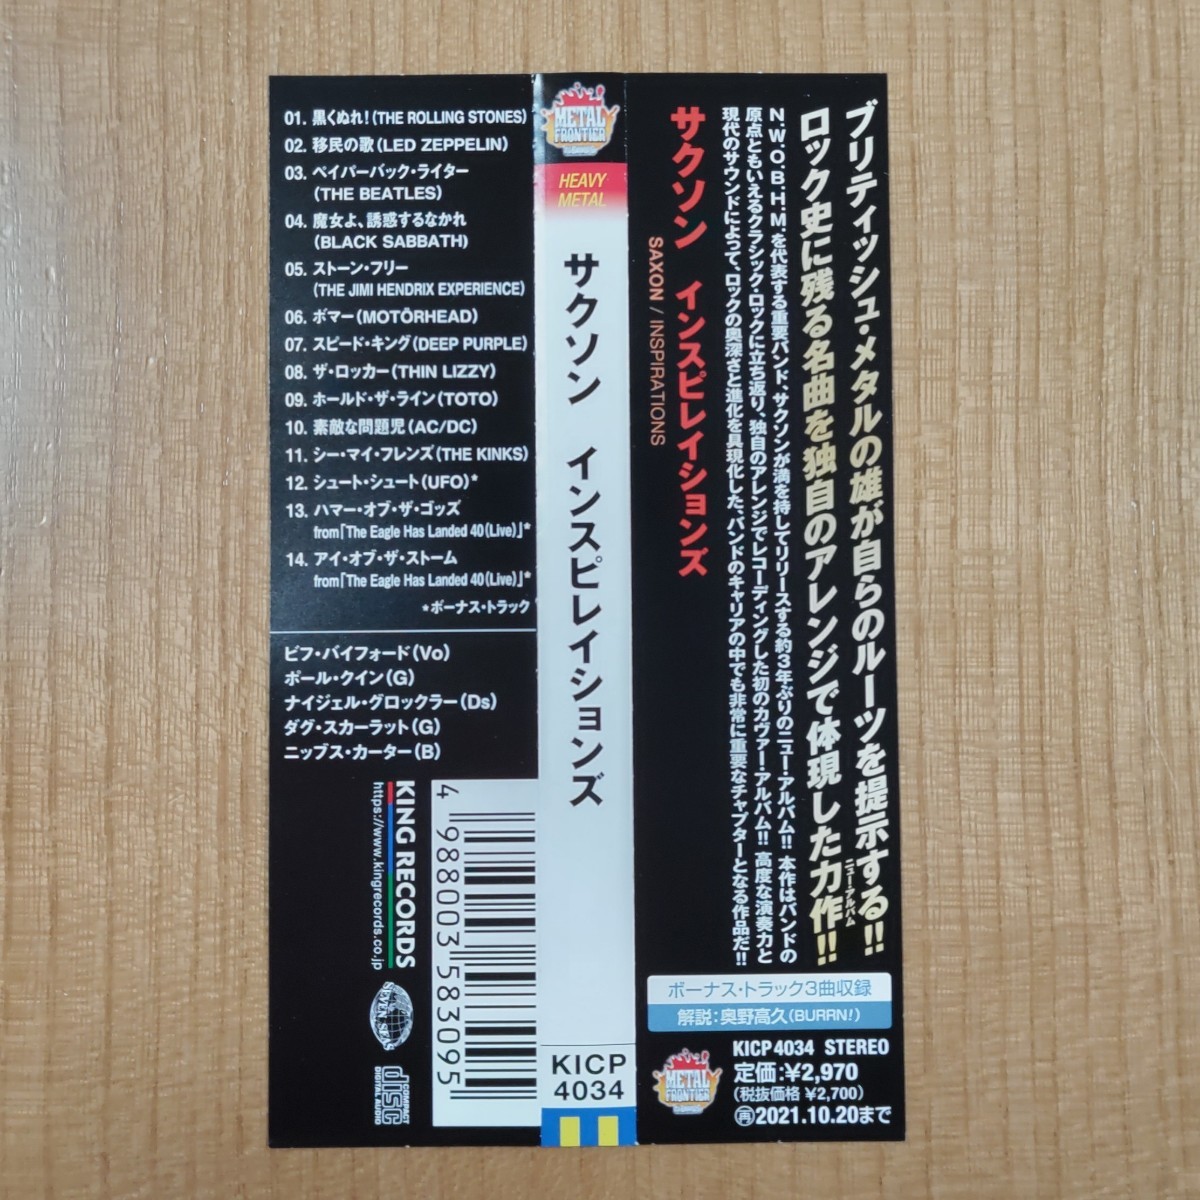 01. 黒くぬれ!(THE ROLLING STONES)
02. 移民の歌(LED ZEPPELIN)
03. ペイパーバック・ライター
(THE BEATLES)
04. 魔女よ、誘惑するなかれ
(BLACK SABBATH)
05. ストーン・フリー
(THE JIMI HENDRIX EXPERIENCE)
06. ボマー(MOTÖRHEAD)
07. スピード・キング(DEEP PURPLE)
08. ザ・ロッカー(THIN LIZZY)
09. ホールド・ザ・ライン(TOTO)
10. 素敵な問題児(AC/DC)
11. シー・マイ・フレンズ(THE KINKS)
12. シュート・シュート(UFO)*
13. ハマー・オブ・ザ・ゴッズ
from「The Eagle Has Landed 40(Live)」*
14. アイ・オブ・ザ・ストーム
from「The Eagle Has Landed 40(Live)」*
*ボーナス・トラック
ビフ・バイフォード(Vo)
ポール・クイン(G)
ナイジェル・グロックラー(Ds)
ダグ・スカーラット(G)
ニッブス・カーター(B)
KING RECORDS
https://www.kingrecords.co.jp
SEVEN SEAS
COMPACT
disc
DIGITAL AUDIO
4 988003 583095
METAL
FRONTIER
HEAVY
METAL
サクソン インスピレイションズ
KICP
4034
ブリティッシュ・メタルの雄が自らのルーツを提示する!!
ロック史に残る名曲を独自のアレンジで体現した力作!!
ニュー・アルバム
N.W.O.B.H.M.を代表する重要バンド、サクソンが満を持してリリースする約3年ぶりのニュー・アルバム!! 本作はバンドの
原点ともいえるクラシック・ロックに立ち返り、独自のアレンジでレコーディングした初のカヴァー・アルバム!! 高度な演奏力と
現代のサウンドによって、ロックの奥深さと進化を具現化した、バンドのキャリアの中でも非常に重要なチャプターとなる作品だ!!
サクソン インスピレイションズ
SAXON / INSPIRATIONS
ボーナス・トラック3曲収録
解説:奥野高久(BURRN!)
METAL
FRONTIER
KICP 4034 STEREO
定価:¥2,970
(税抜価格 ¥2,700)
再2021.10.20まで